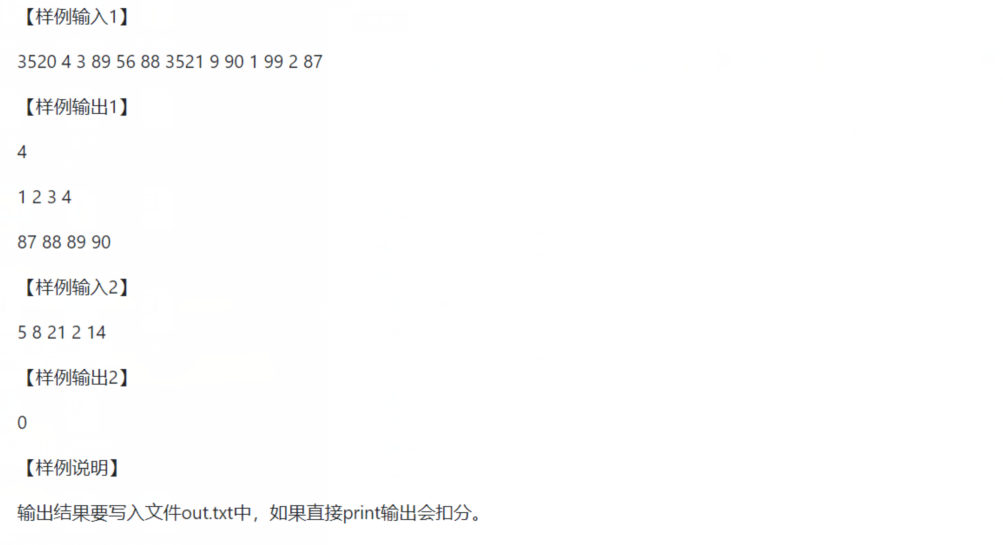 【样例输入1】
3520 4 3 89 56 88 3521 9 90 1 99 2 87
【样例输出1】
4
1 2 3 4
87 88 89 90
【样例输入2】
5 8 21 2 14
【样例输出2】
0
【样例说明】
输出结果要写入文件out.txt中，如果直接print输出会扣分。